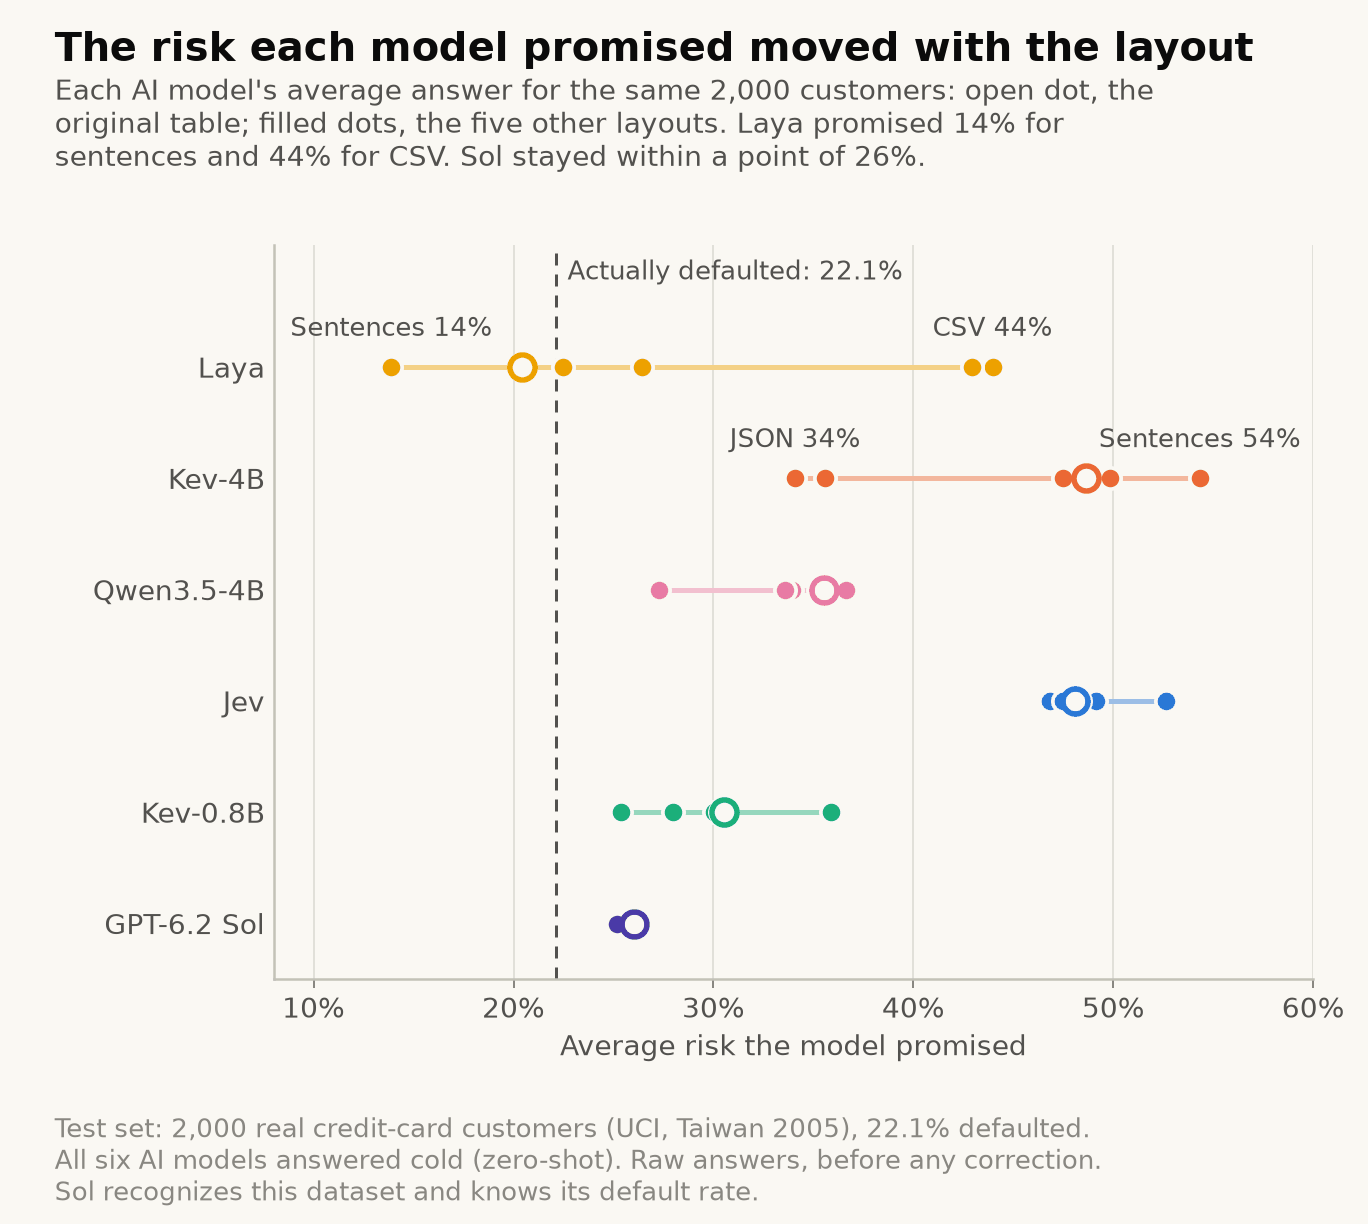 The risk each model promised moved with the layout
Each AI model's average answer for the same 2,000 customers: open dot, the
original table; filled dots, the five other layouts. Laya promised 14% for
sentences and 44% for CSV. Sol stayed within a point of 26%.
Actually defaulted: 22.1%
Sentences 14%
CSV 44%
Laya
JSON 34%
Sentences 54%
Kev-4B
Qwen3.5-4B
Jev
Kev-0.8B
GPT-6.2 Sol
10%
20%
30%
40%
50%
60%
Average risk the model promised
Test set: 2,000 real credit-card customers (UCI, Taiwan 2005), 22.1% defaulted.
All six AI models answered cold (zero-shot). Raw answers, before any correction.
Sol recognizes this dataset and knows its default rate.